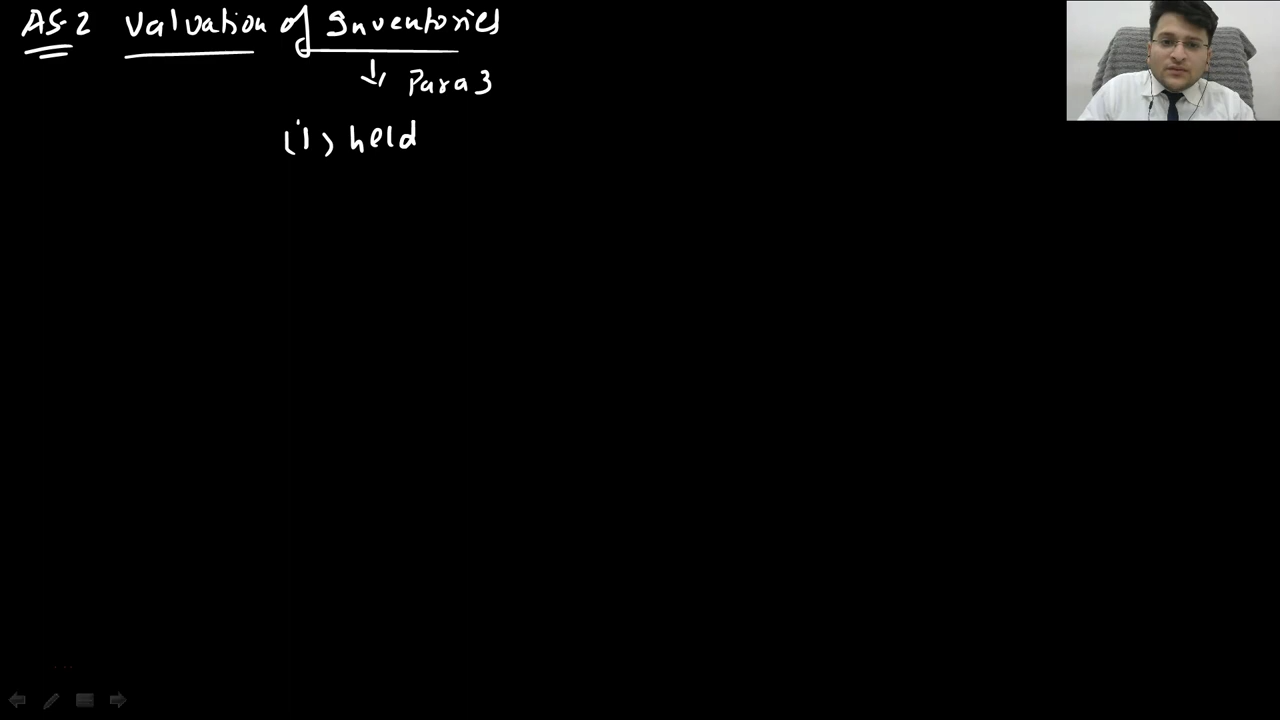 AS-2 Valuation of Inventories
Para 3
(i) held